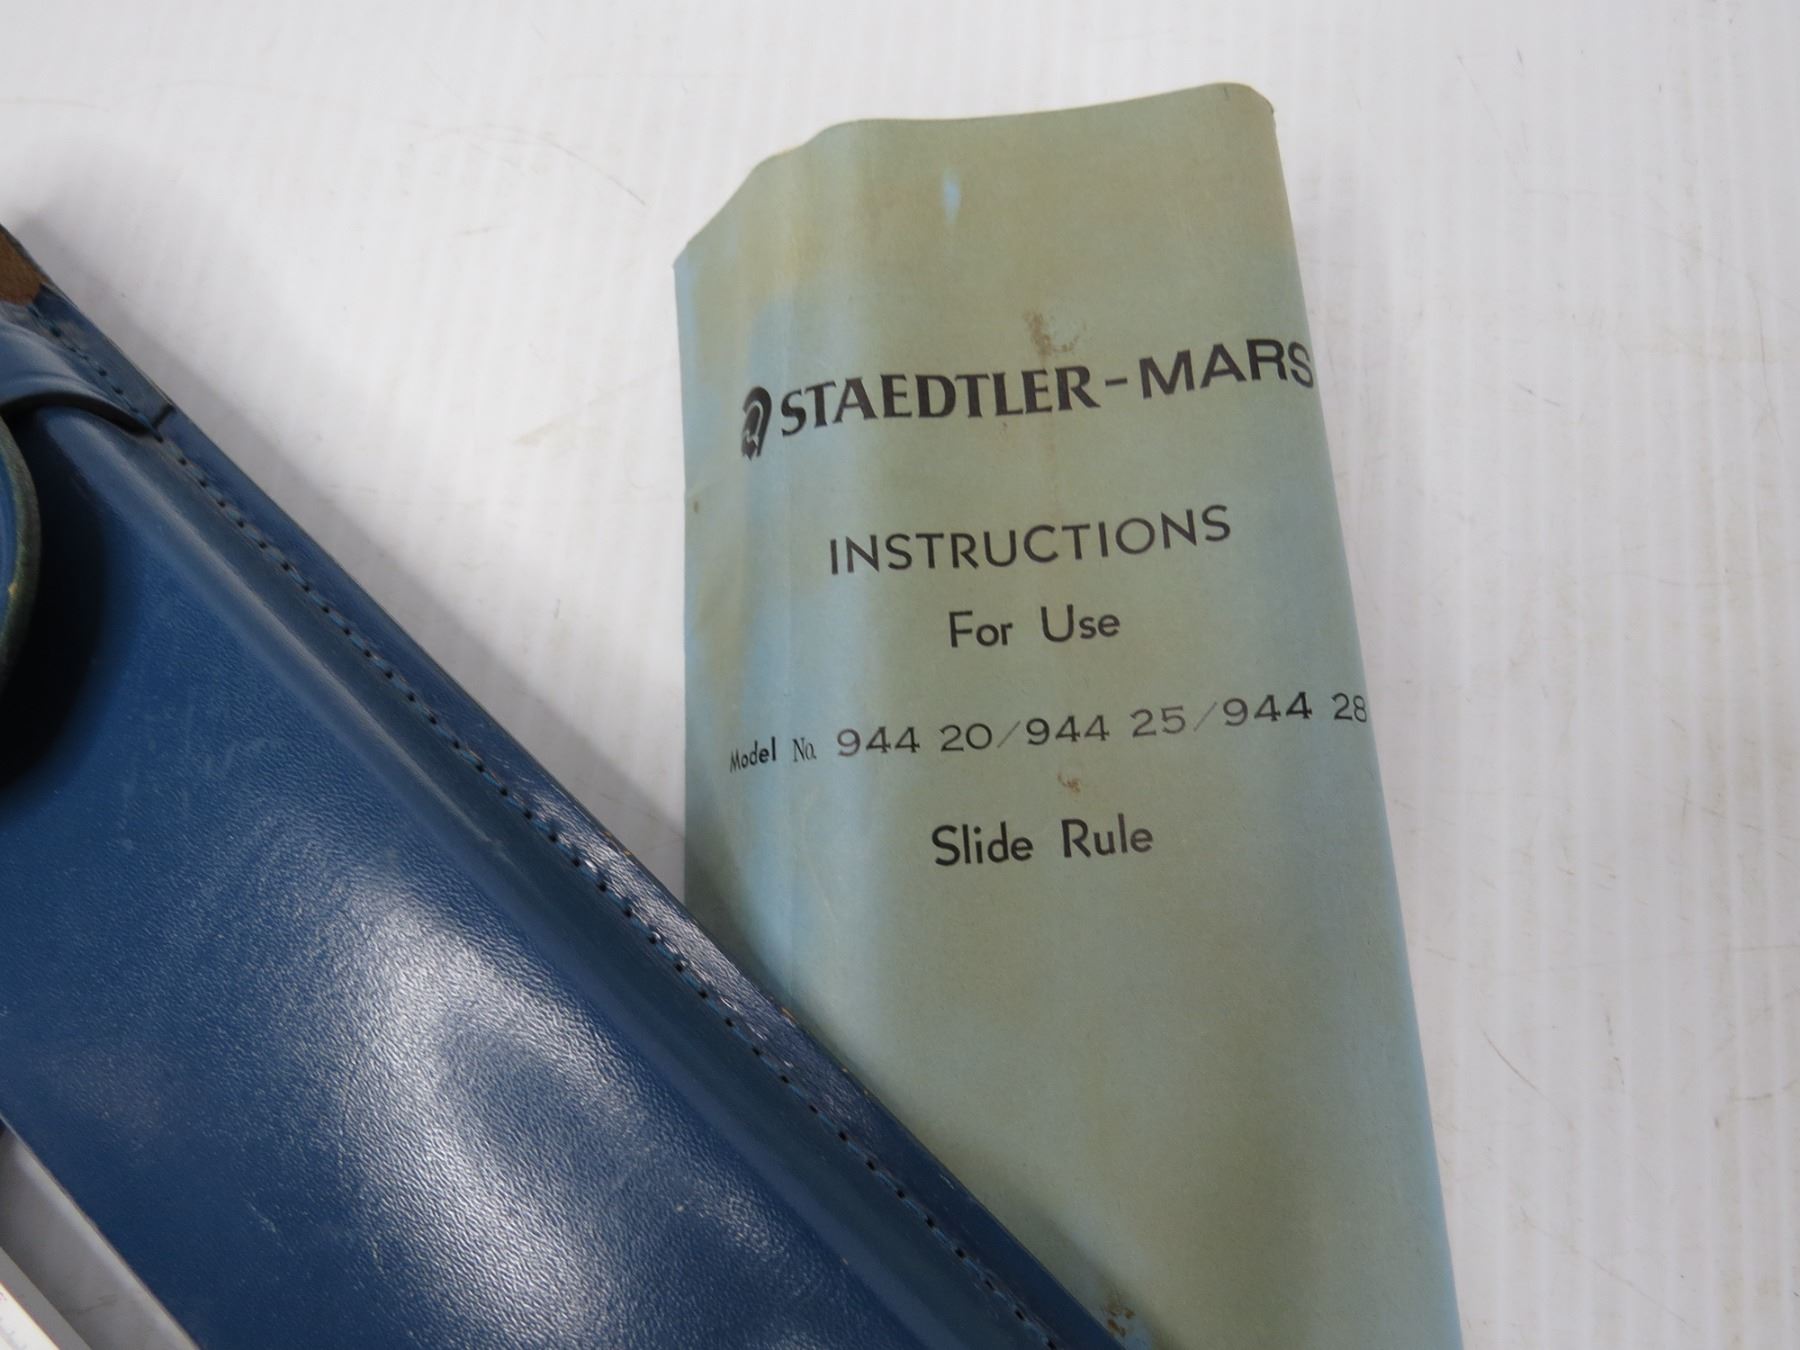 STAEDTLER-MARS
INSTRUCTIONS
For Use
Model No. 944 20/944 25/944 28
Slide Rule